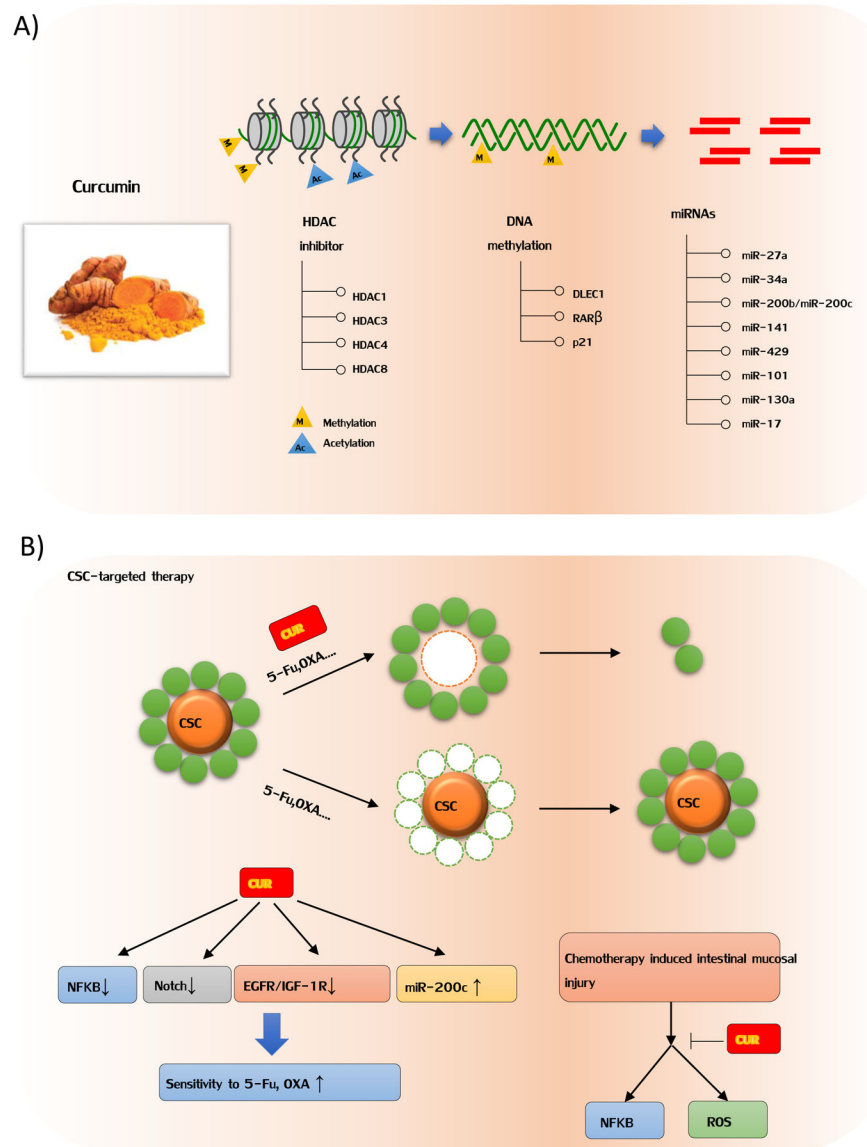 A)
M
M
Ac
Ac
M
M
Curcumin
HDAC
inhibitor
HDAC1
HDAC3
HDAC4
HDAC8
M Methylation
Ac Acetylation
DNA
methylation
DLEC1
RARβ
p21
miRNAs
miR-27a
miR-34a
miR-200b/miR-200c
miR-141
miR-429
miR-101
miR-130a
miR-17
B)
CSC-targeted therapy
CUR
5-Fu,OXA....
CSC
5-Fu,OXA....
CSC
CSC
CUR
NFKB↓
Notch↓
EGFR/IGF-1R↓
miR-200c ↑
Sensitivity to 5-Fu, OXA ↑
Chemotherapy induced intestinal mucosal
injury
CUR
NFKB
ROS